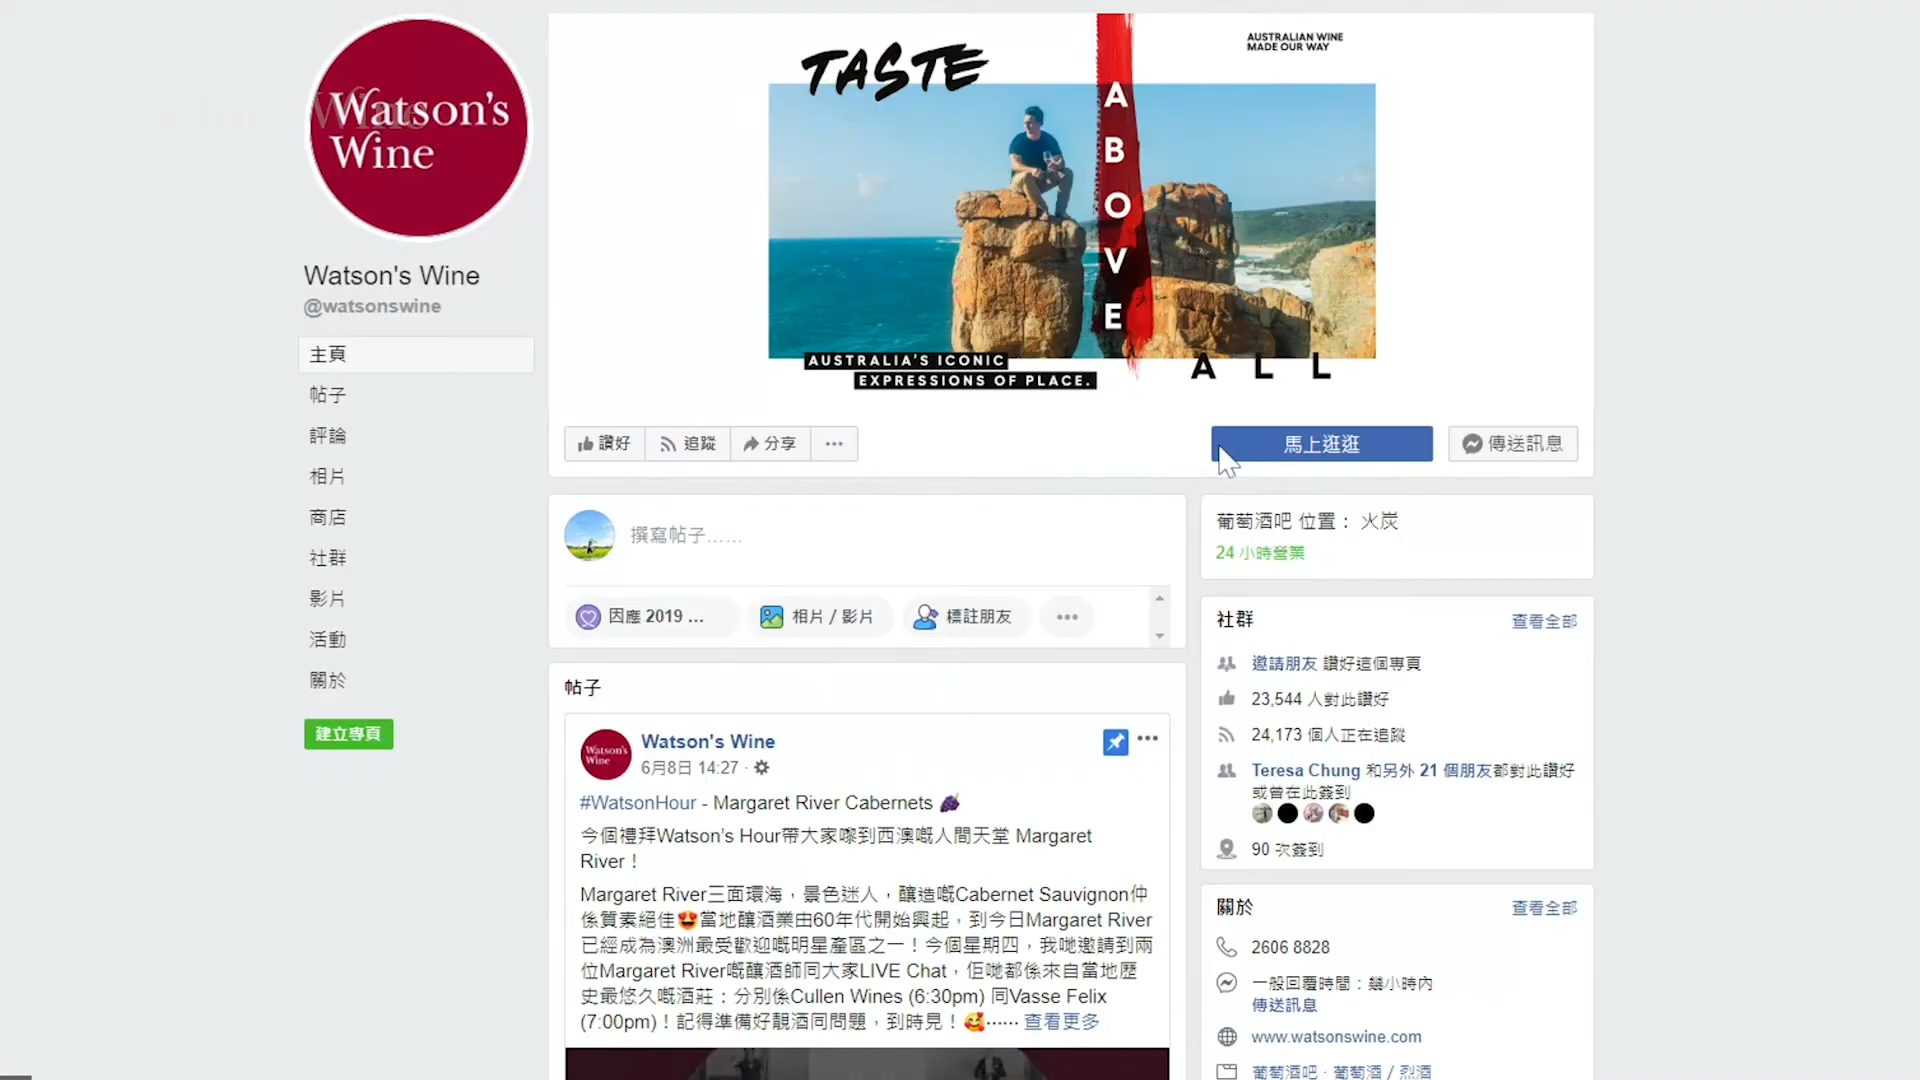 Watson's
Wine
Watson's Wine
@watsonswine
主頁
帖子
評論
相片
商店
社群
影片
活動
關於
建立專頁
TASTE
ABOVE
ALL
AUSTRALIAN WINE
MADE OUR WAY
AUSTRALIA'S ICONIC
EXPRESSIONS OF PLACE.
讚好
追蹤
分享
馬上逛逛
傳送訊息
撰寫帖子……
因應 2019 ...
相片 / 影片
標註朋友
帖子
Watson's
Wine
Watson's Wine
6月8日 14:27 ·
#WatsonHour - Margaret River Cabernets 🍇
今個禮拜Watson's Hour帶大家嚟到西澳嘅人間天堂 Margaret
River！
Margaret River三面環海，景色迷人，釀造嘅Cabernet Sauvignon仲
係質素絕佳😍當地釀酒業由60年代開始興起，到今日Margaret River
已經成為澳洲最受歡迎嘅明星產區之一！今個星期四，我哋邀請到兩
位Margaret River嘅釀酒師同大家LIVE Chat，佢哋都係來自當地歷
史最悠久嘅酒莊：分別係Cullen Wines (6:30pm) 同Vasse Felix
(7:00pm)！記得準備好靚酒同問題，到時見！🥰…… 查看更多
葡萄酒吧 位置： 火炭
24 小時營業
社群
查看全部
邀請朋友 讚好這個專頁
23,544 人對此讚好
24,173 個人正在追蹤
Teresa Chung 和另外 21 個朋友都對此讚好
或曾在此簽到
90 次簽到
關於
查看全部
2606 8828
一般回覆時間：幾小時內
傳送訊息
www.watsonswine.com
葡萄酒吧 · 葡萄酒 / 烈酒